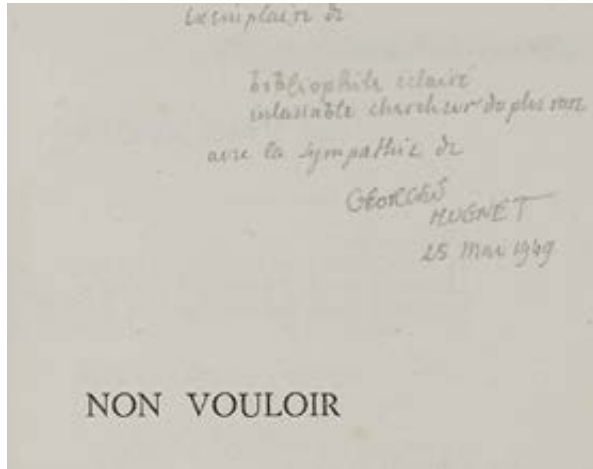 exemplaire de
bibliophile éclairé
inlassable chercheur du plus rare
avec la sympathie de
GEORGES
HUGNET
25 Mai 1949
NON VOULOIR